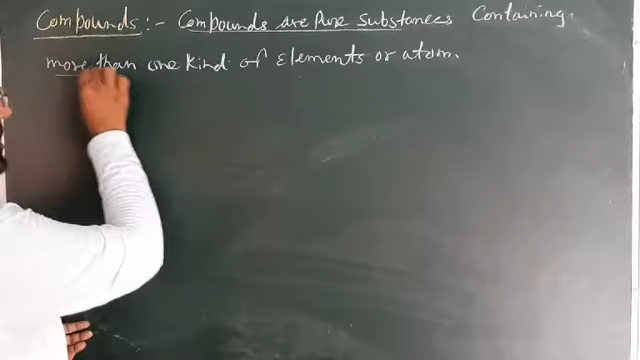 Compounds :- Compounds are Pure Substances Containing
more than one kind of Elements or atom.